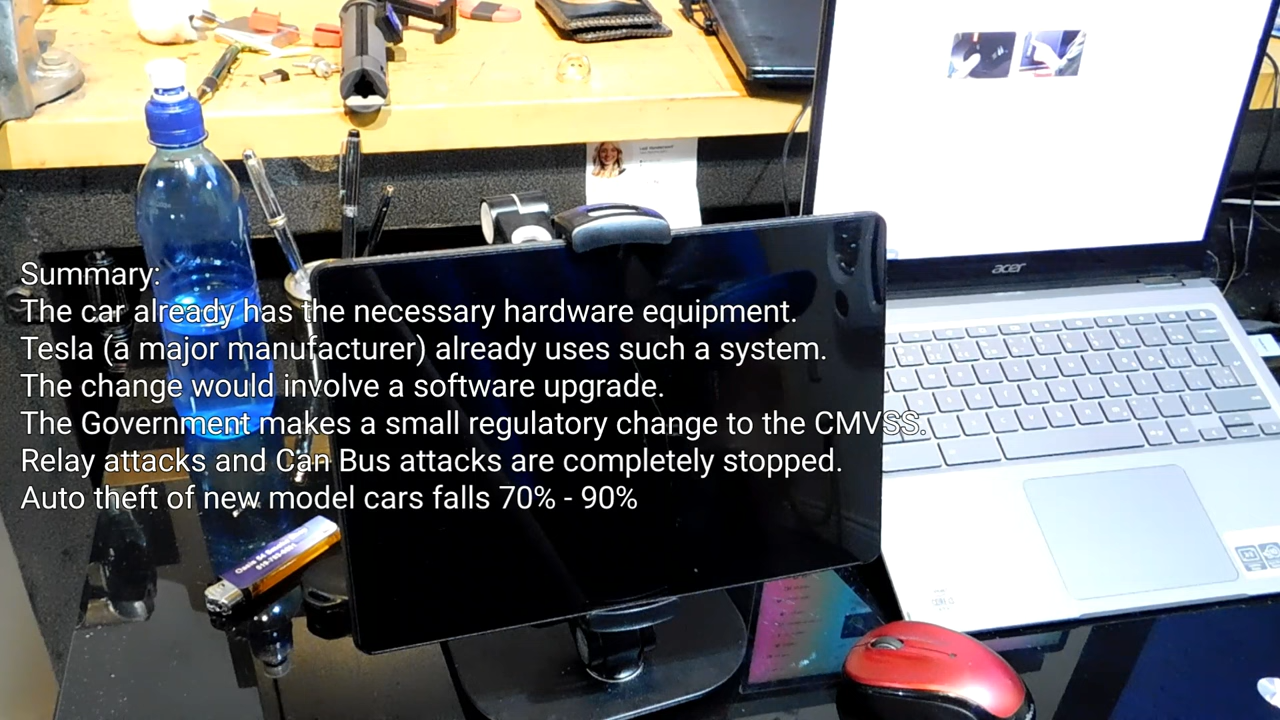 acer
Summary:
The car already has the necessary hardware equipment.
Tesla (a major manufacturer) already uses such a system.
The change would involve a software upgrade.
The Government makes a small regulatory change to the CMVSS.
Relay attacks and Can Bus attacks are completely stopped.
Auto theft of new model cars falls 70% - 90%